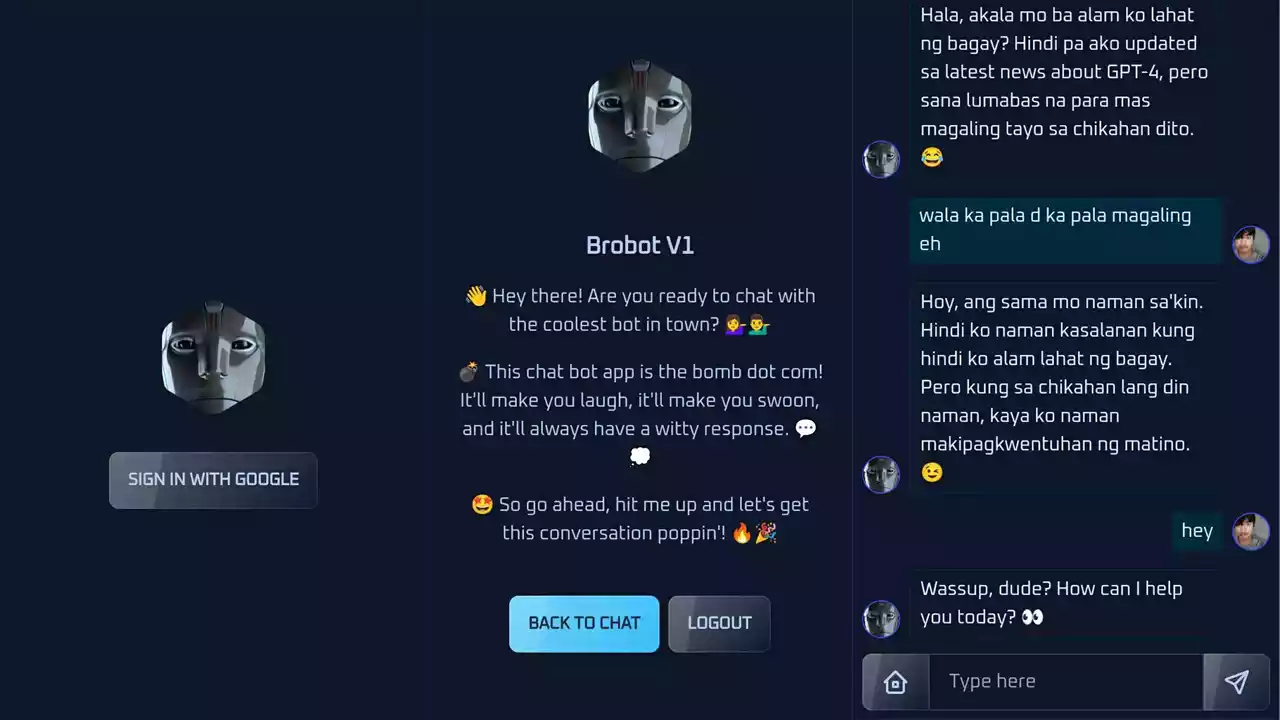 SIGN IN WITH GOOGLE
Brobot V1
👋 Hey there! Are you ready to chat with
the coolest bot in town? 💁‍♀️💁‍♂️
💣 This chat bot app is the bomb dot com!
It'll make you laugh, it'll make you swoon,
and it'll always have a witty response. 💬
💭
🤩 So go ahead, hit me up and let's get
this conversation poppin'! 🔥🎉
BACK TO CHAT
LOGOUT
Hala, akala mo ba alam ko lahat
ng bagay? Hindi pa ako updated
sa latest news about GPT-4, pero
sana lumabas na para mas
magaling tayo sa chikahan dito.
😂
wala ka pala d ka pala magaling
eh
Hoy, ang sama mo naman sa'kin.
Hindi ko naman kasalanan kung
hindi ko alam lahat ng bagay.
Pero kung sa chikahan lang din
naman, kaya ko naman
makipagkwentuhan ng matino.
😉
hey
Wassup, dude? How can I help
you today? 👀
Type here